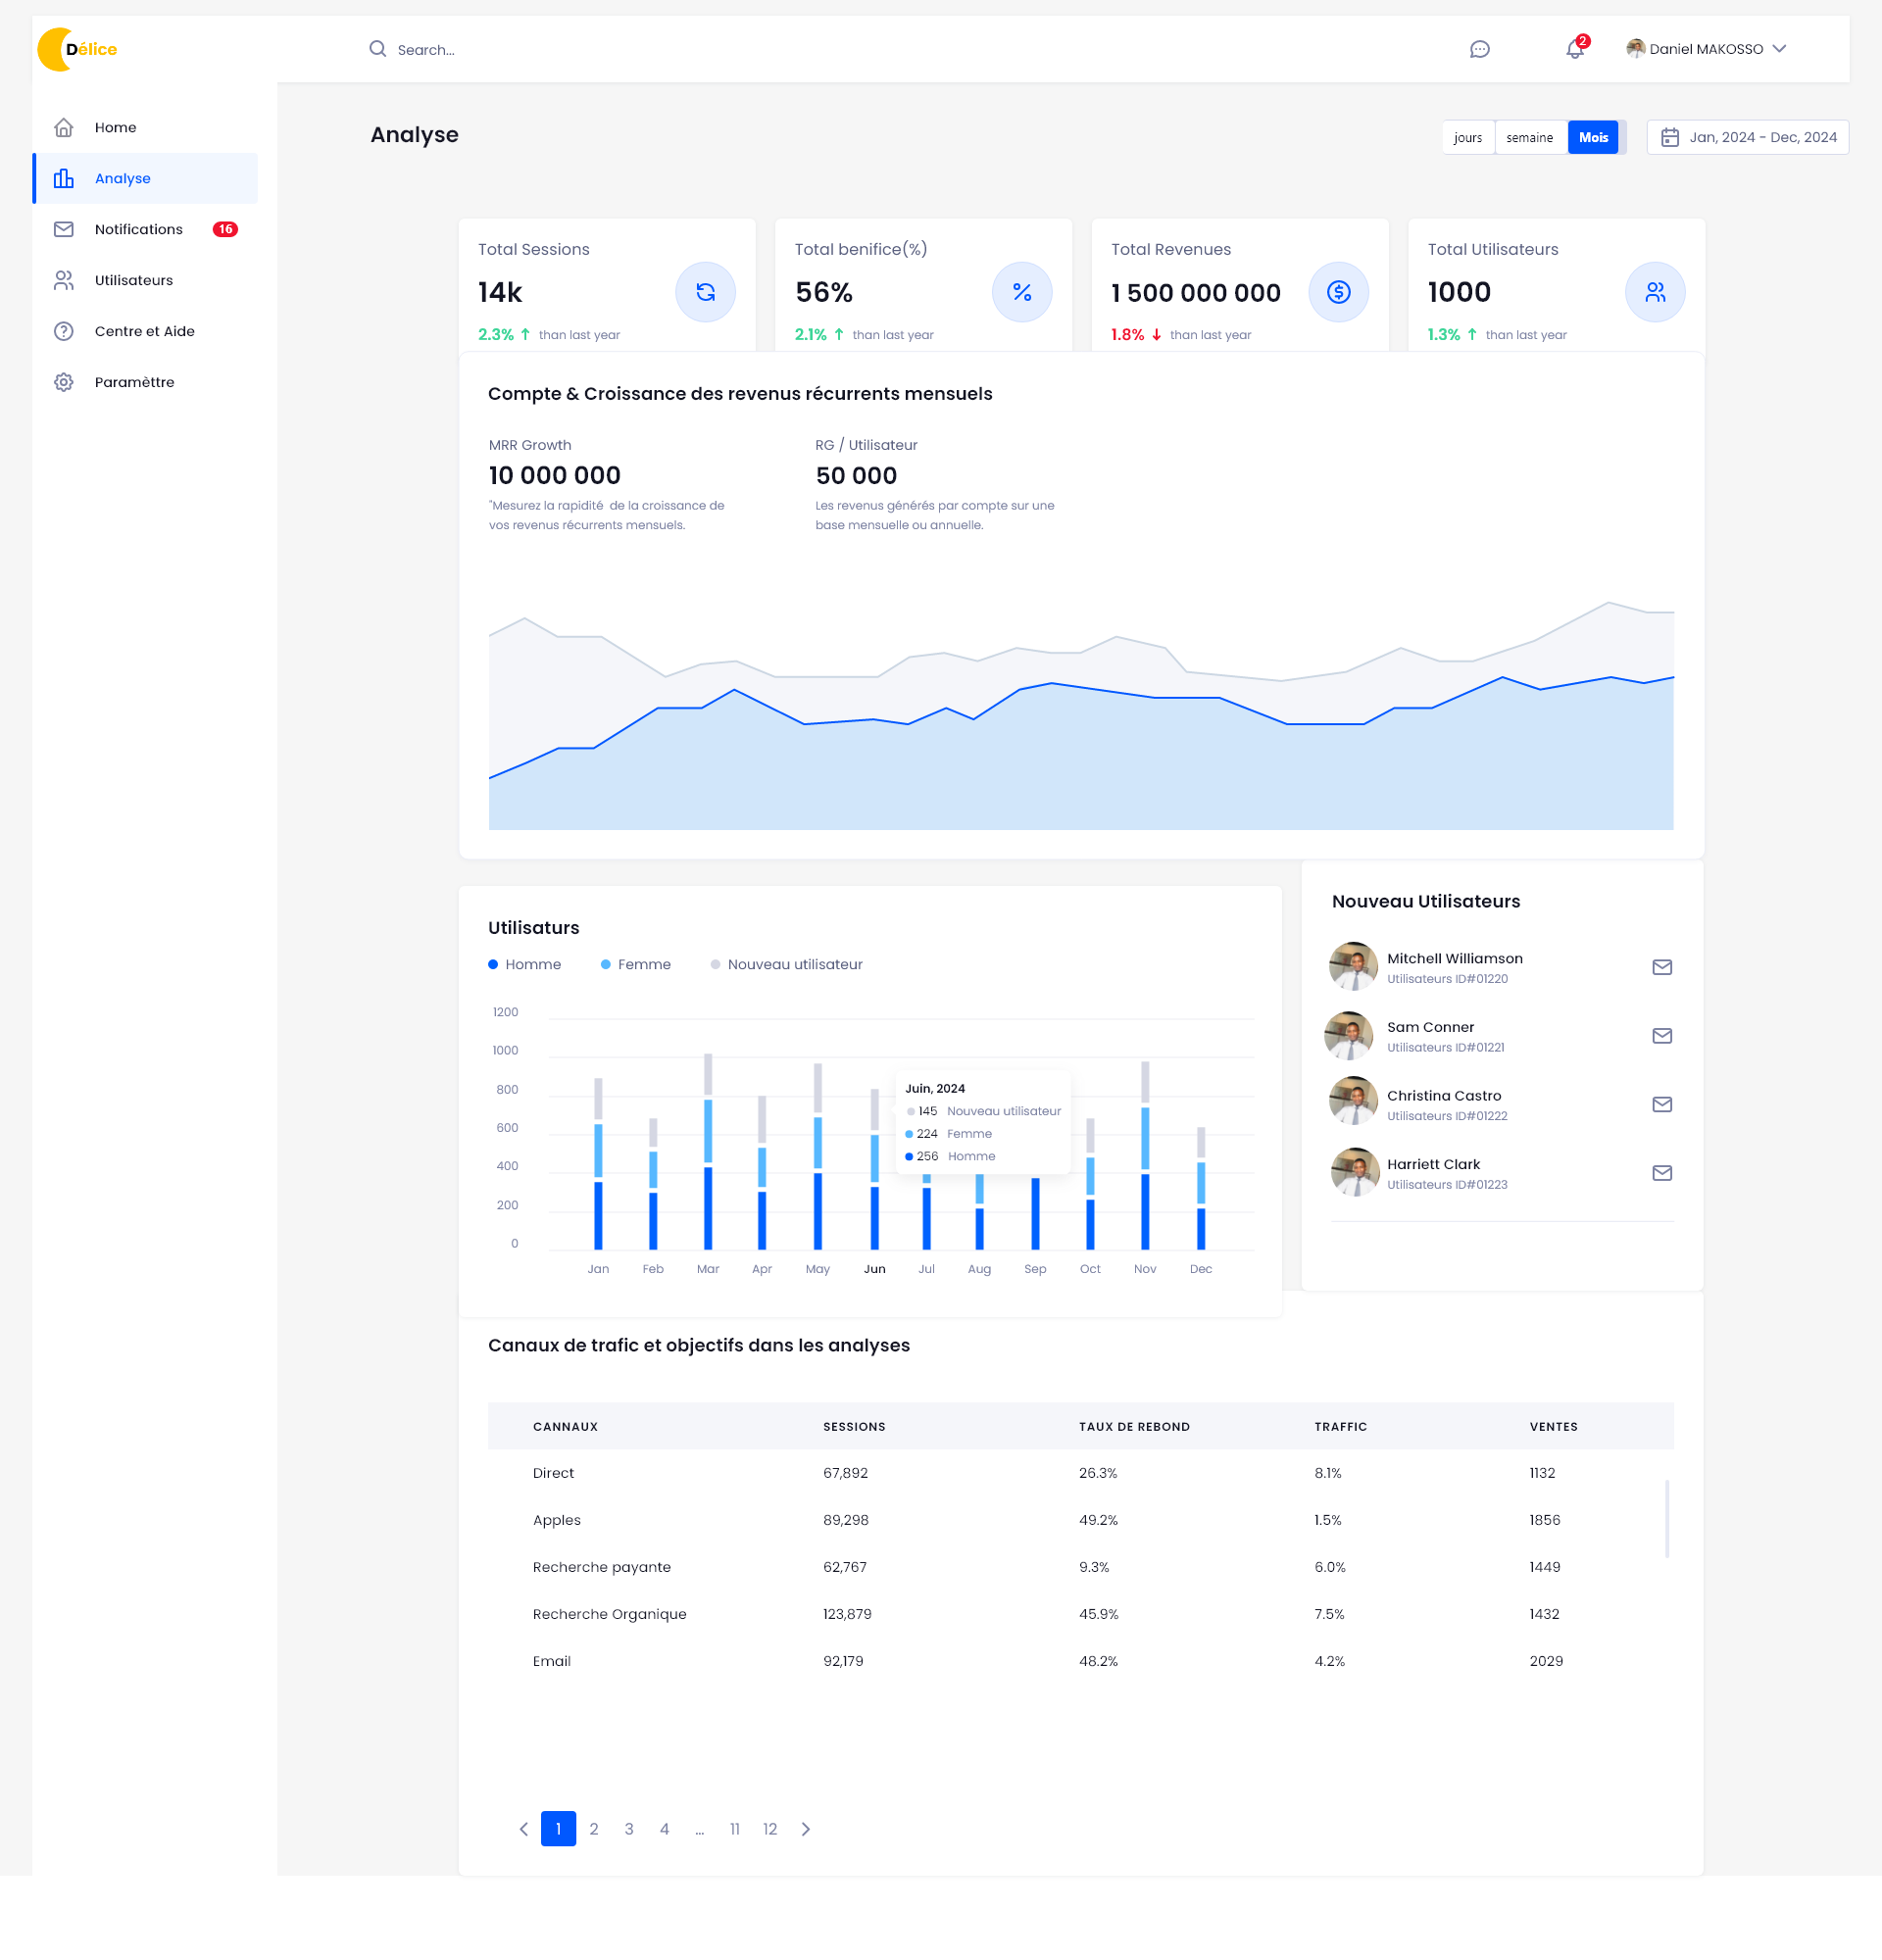 Délice
Search...
2
Daniel MAKOSSO
Home
Analyse
Notifications 16
Utilisateurs
Centre et Aide
Paramèttre
Analyse
jours semaine Mois
Jan, 2024 - Dec, 2024
Total Sessions
14k
2.3% ↑ than last year
Total benifice(%)
56%
2.1% ↑ than last year
Total Revenues
1 500 000 000
1.8% ↓ than last year
Total Utilisateurs
1000
1.3% ↑ than last year
Compte & Croissance des revenus récurrents mensuels
MRR Growth
10 000 000
"Mesurez la rapidité de la croissance de
vos revenus récurrents mensuels.
RG / Utilisateur
50 000
Les revenus générés par compte sur une
base mensuelle ou annuelle.
Utilisaturs
Homme Femme Nouveau utilisateur
1200
1000
800
600
400
200
0
Juin, 2024
145 Nouveau utilisateur
224 Femme
256 Homme
Jan Feb Mar Apr May Jun Jul Aug Sep Oct Nov Dec
Nouveau Utilisateurs
Mitchell Williamson
Utilisateurs ID#01220
Sam Conner
Utilisateurs ID#01221
Christina Castro
Utilisateurs ID#01222
Harriett Clark
Utilisateurs ID#01223
Canaux de trafic et objectifs dans les analyses
CANNAUX SESSIONS TAUX DE REBOND TRAFFIC VENTES
Direct 67,892 26.3% 8.1% 1132
Apples 89,298 49.2% 1.5% 1856
Recherche payante 62,767 9.3% 6.0% 1449
Recherche Organique 123,879 45.9% 7.5% 1432
Email 92,179 48.2% 4.2% 2029
1 2 3 4 ... 11 12